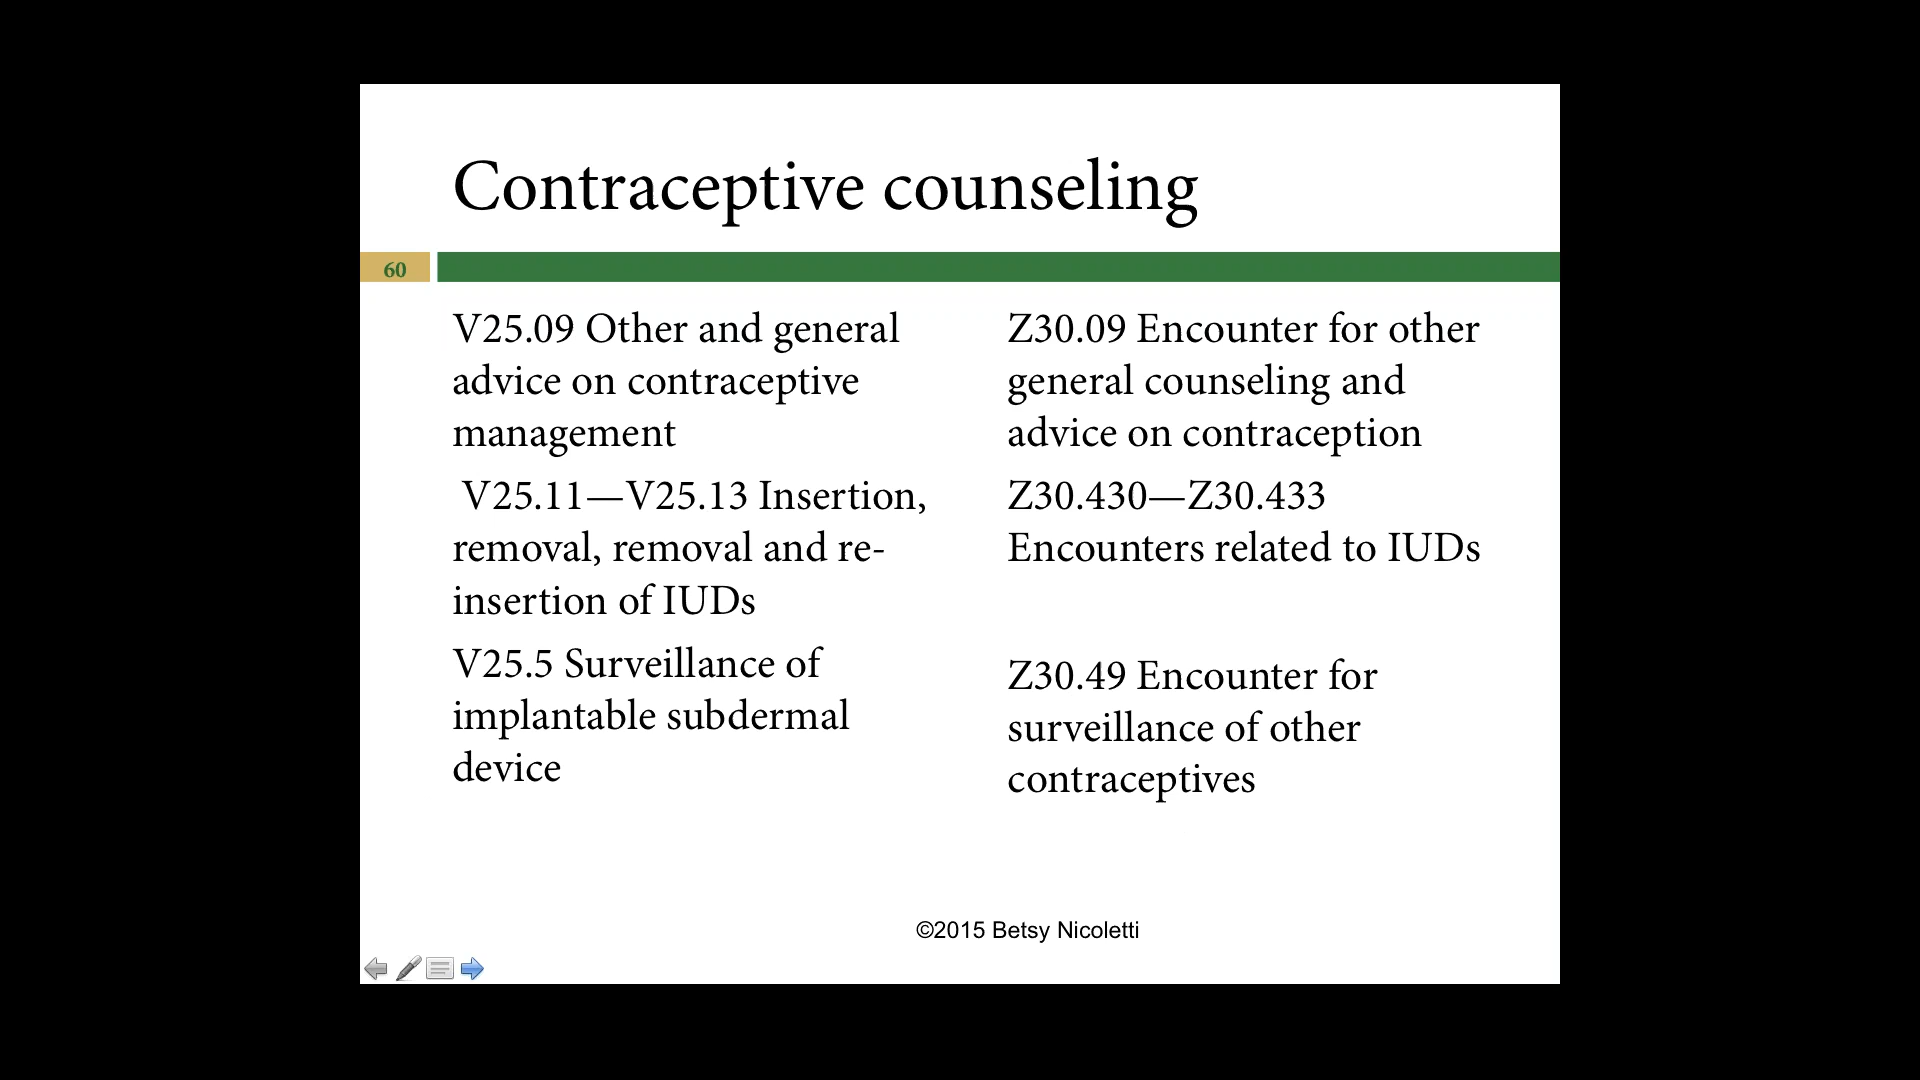 Contraceptive counseling
60
V25.09 Other and general
advice on contraceptive
management
V25.11—V25.13 Insertion,
removal, removal and re-
insertion of IUDs
V25.5 Surveillance of
implantable subdermal
device
Z30.09 Encounter for other
general counseling and
advice on contraception
Z30.430—Z30.433
Encounters related to IUDs
Z30.49 Encounter for
surveillance of other
contraceptives
©2015 Betsy Nicoletti